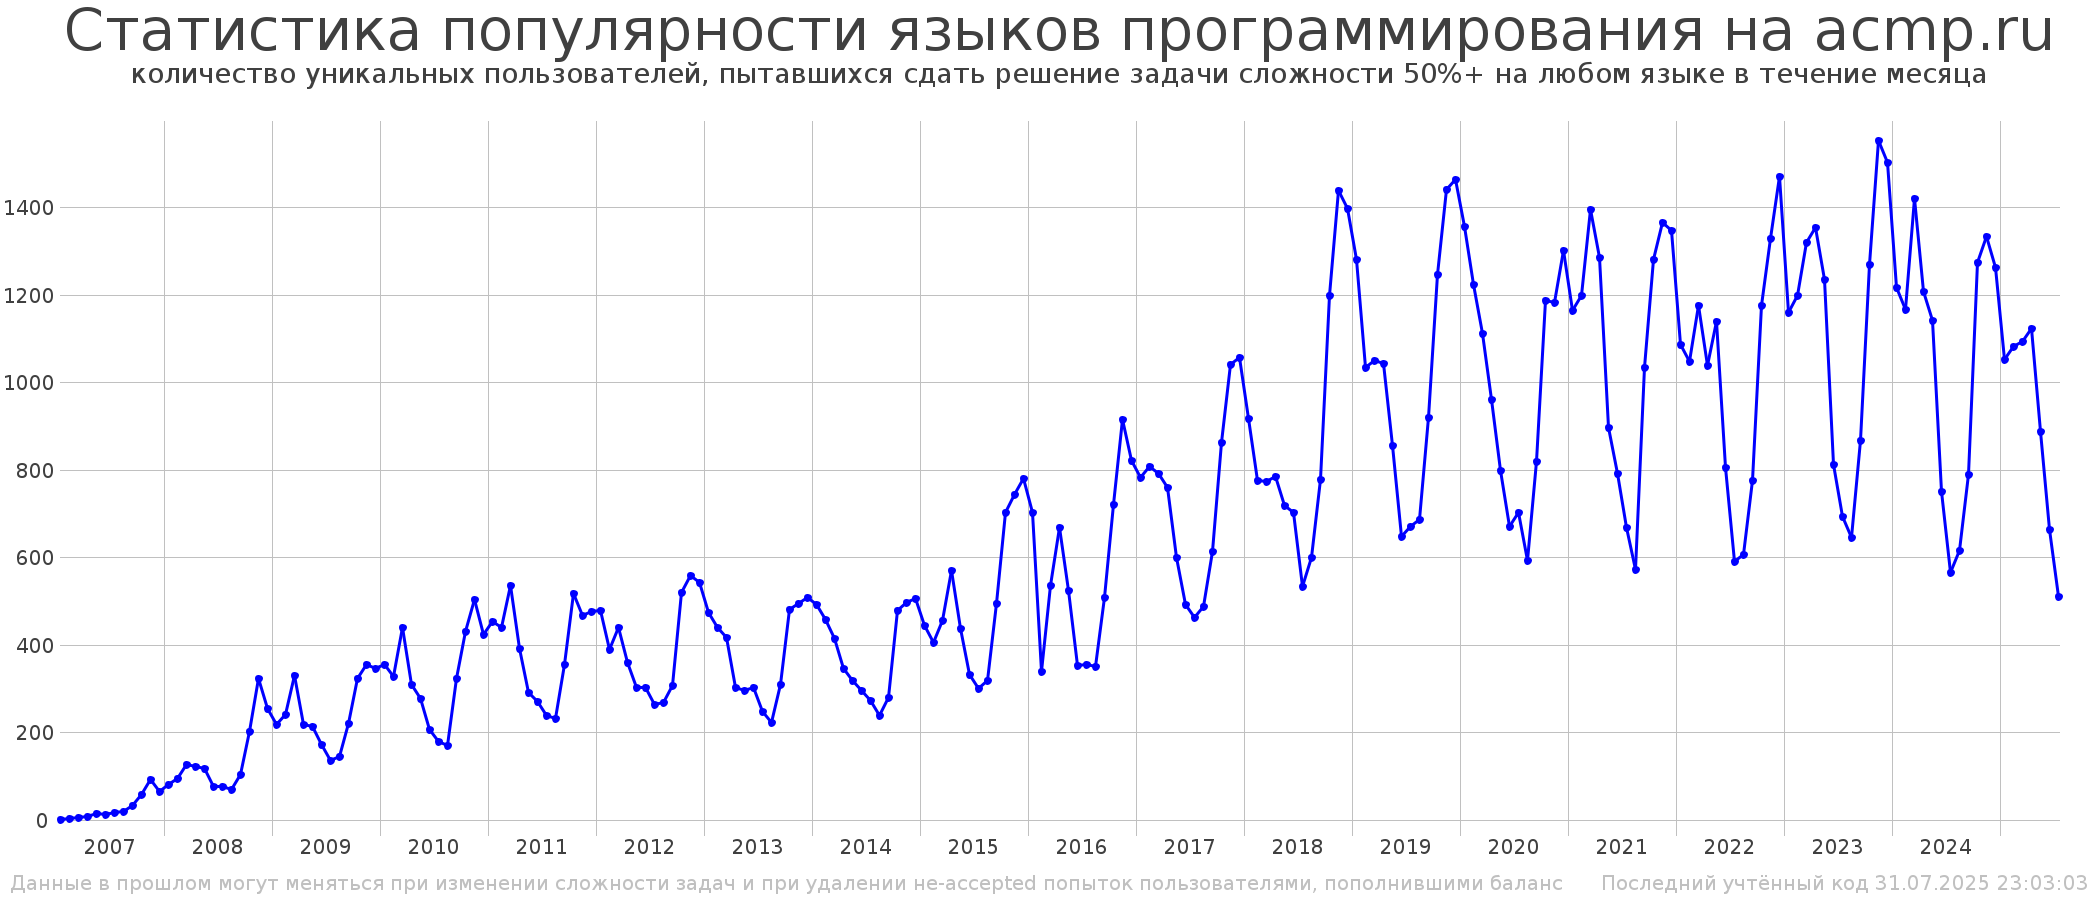 Статистика популярности языков программирования на acmp.ru
количество уникальных пользователей, пытавшихся сдать решение задачи сложности 50%+ на любом языке в течение месяца
1400
1200
1000
800
600
400
200
0
2007 2008 2009 2010 2011 2012 2013 2014 2015 2016 2017 2018 2019 2020 2021 2022 2023 2024
Данные в прошлом могут меняться при изменении сложности задач и при удалении не-accepted попыток пользователями, пополнившими баланс Последний учтённый код 31.07.2025 23:03:03